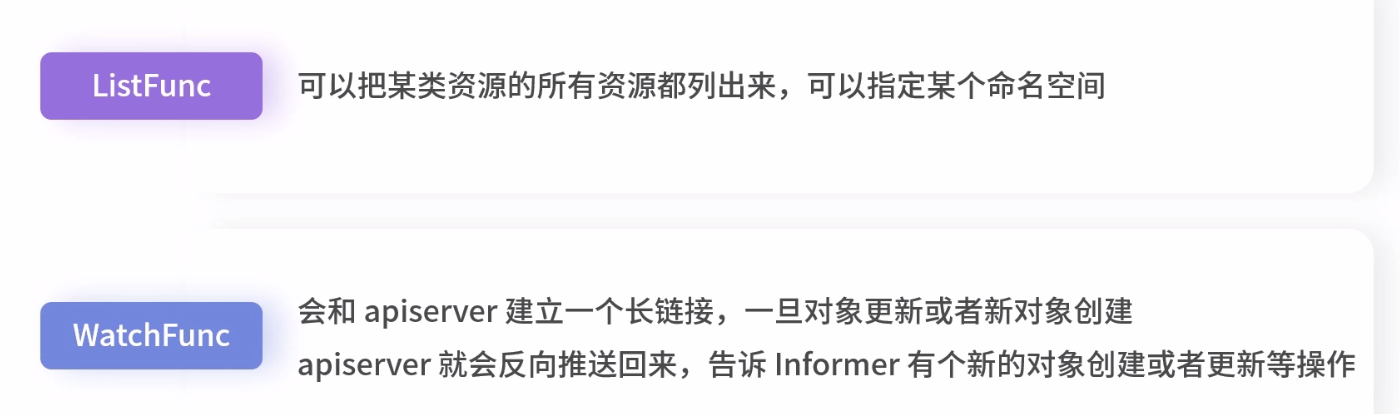 ListFunc
可以把某类资源的所有资源都列出来，可以指定某个命名空间
WatchFunc
会和 apiserver 建立一个长链接，一旦对象更新或者新对象创建
apiserver 就会反向推送回来，告诉 Informer 有个新的对象创建或者更新等操作